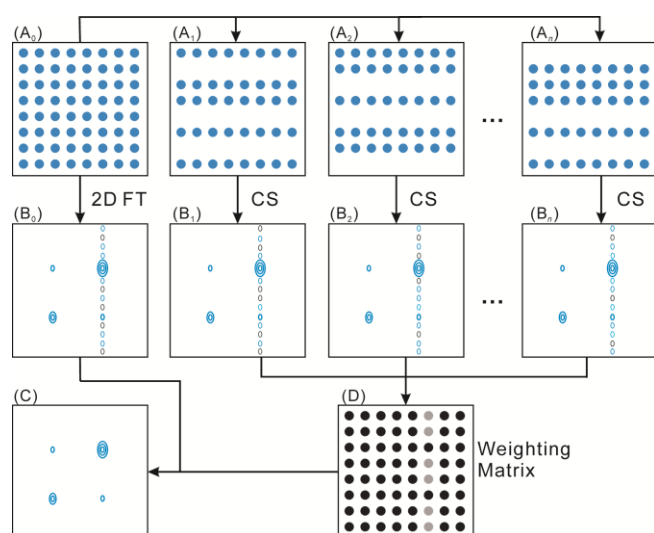 (A0) (A1) (A2) (An)
...
2D FT CS CS CS
(B0) (B1) (B2) (Bn)
...
(C) (D)
Weighting
Matrix